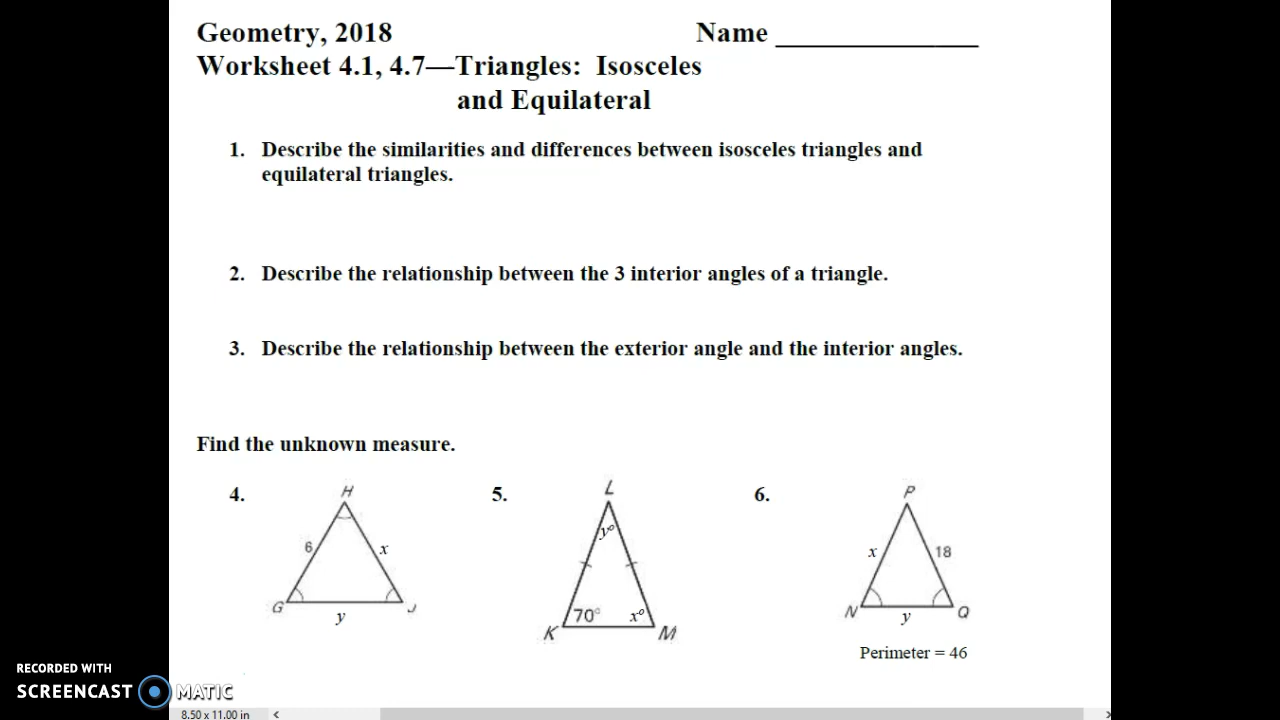 Geometry, 2018 Name _______________
Worksheet 4.1, 4.7—Triangles: Isosceles
and Equilateral
1. Describe the similarities and differences between isosceles triangles and
equilateral triangles.
2. Describe the relationship between the 3 interior angles of a triangle.
3. Describe the relationship between the exterior angle and the interior angles.
Find the unknown measure.
4. H 6 x G y J
5. L y° 70° x° K M
6. P x 18 N y Q
Perimeter = 46
RECORDED WITH
SCREENCAST MATIC
8.50 x 11.00 in